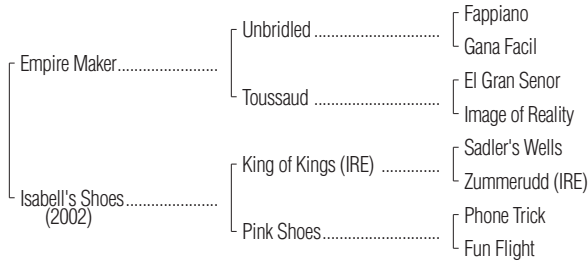 Fappiano
Unbridled
Gana Facil
Empire Maker
El Gran Senor
Toussaud
Image of Reality
Sadler's Wells
King of Kings (IRE)
Zummerudd (IRE)
Isabell's Shoes
(2002)
Phone Trick
Pink Shoes
Fun Flight